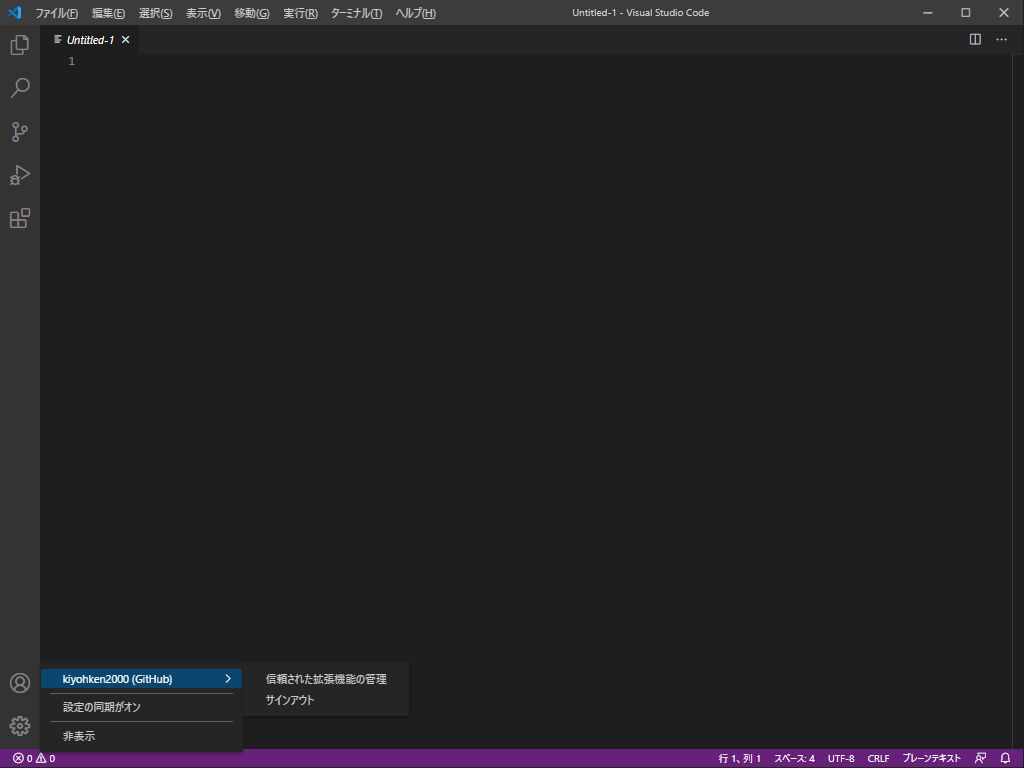 ファイル(F) 編集(E) 選択(S) 表示(V) 移動(G) 実行(R) ターミナル(T) ヘルプ(H) Untitled-1 - Visual Studio Code
Untitled-1
1
kiyohken2000 (GitHub)
設定の同期がオン
非表示
信頼された拡張機能の管理
サインアウト
0 0 行 1、列 1 スペース: 4 UTF-8 CRLF プレーンテキスト